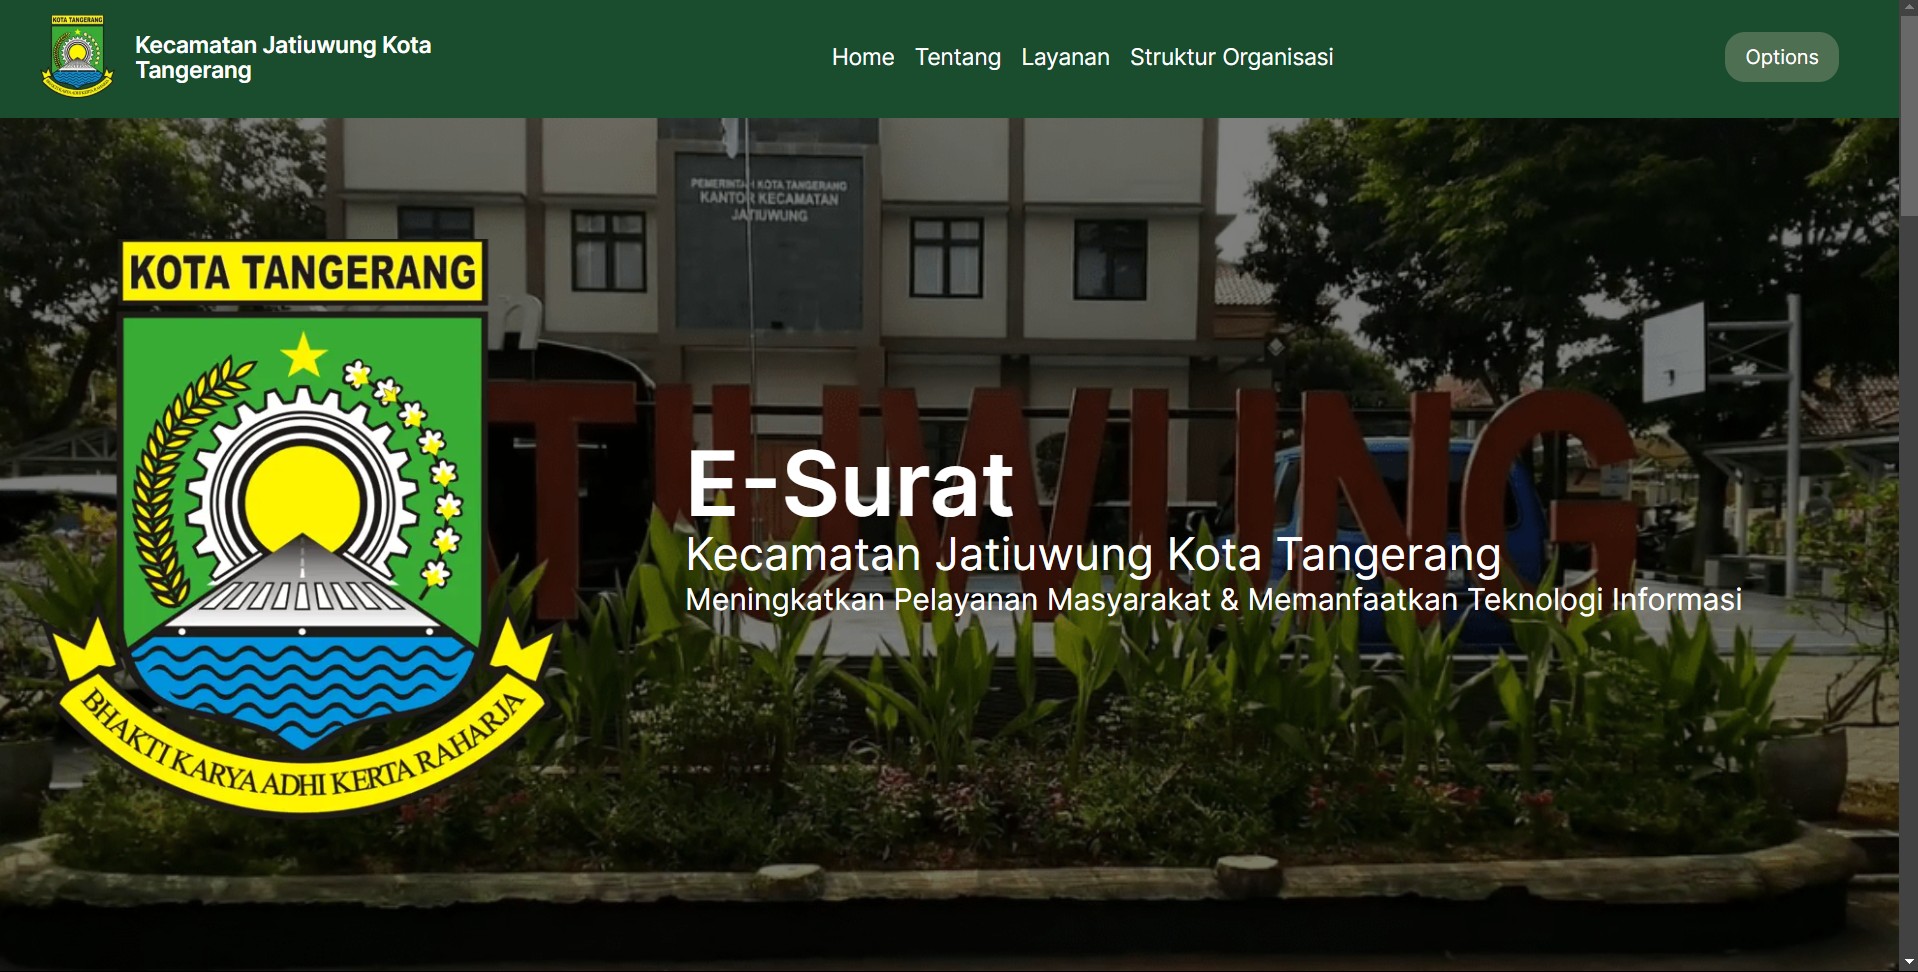 KOTA TANGERANG
Kecamatan Jatiuwung Kota
Tangerang
Home
Tentang
Layanan
Struktur Organisasi
Options
PEMERINTAH KOTA TANGERANG
KANTOR KECAMATAN
JATIUWUNG
KOTA TANGERANG
TIUWUNG
E-Surat
Kecamatan Jatiuwung Kota Tangerang
Meningkatkan Pelayanan Masyarakat & Memanfaatkan Teknologi Informasi
BHAKTI KARYA ADHI KERTA RAHARJA